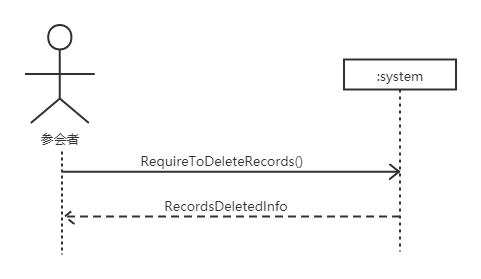 :system
参会者
RequireToDeleteRecords()
RecordsDeletedInfo